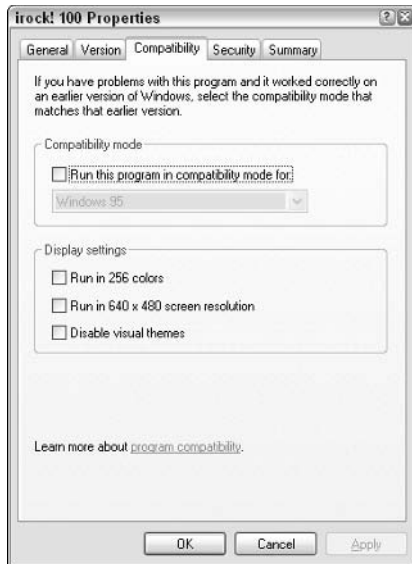 irock! 100 Properties
General Version Compatibility Security Summary
If you have problems with this program and it worked correctly on
an earlier version of Windows, select the compatibility mode that
matches that earlier version.
Compatibility mode
Run this program in compatibility mode for:
Windows 95
Display settings
Run in 256 colors
Run in 640 x 480 screen resolution
Disable visual themes
Learn more about program compatibility.
OK Cancel Apply